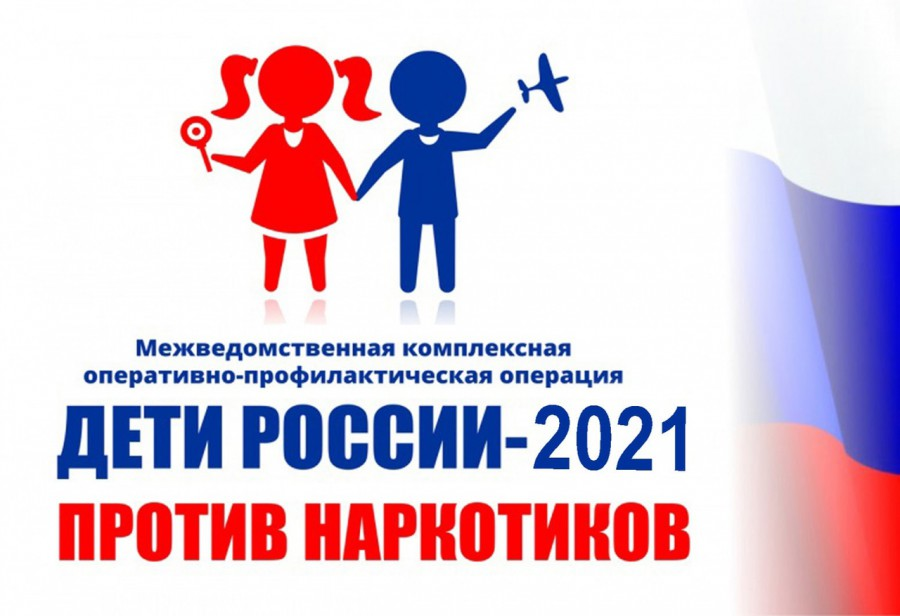 Межведомственная комплексная
оперативно-профилактическая операция
ДЕТИ РОССИИ-2021
ПРОТИВ НАРКОТИКОВ